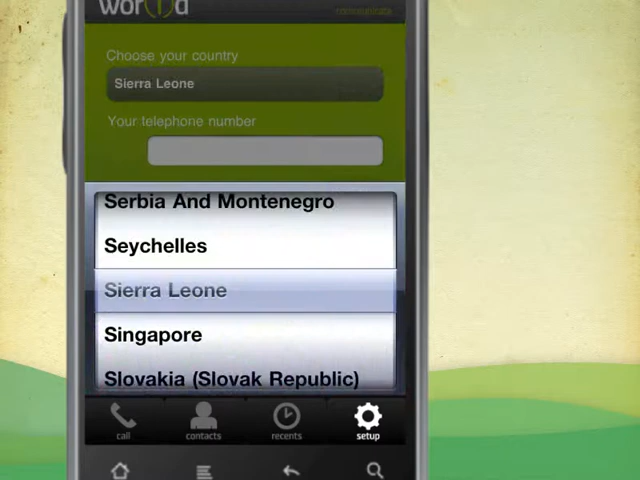 wor(l)d
Choose your country
Sierra Leone
Your telephone number
Serbia And Montenegro
Seychelles
Sierra Leone
Singapore
Slovakia (Slovak Republic)
call
contacts
recents
setup